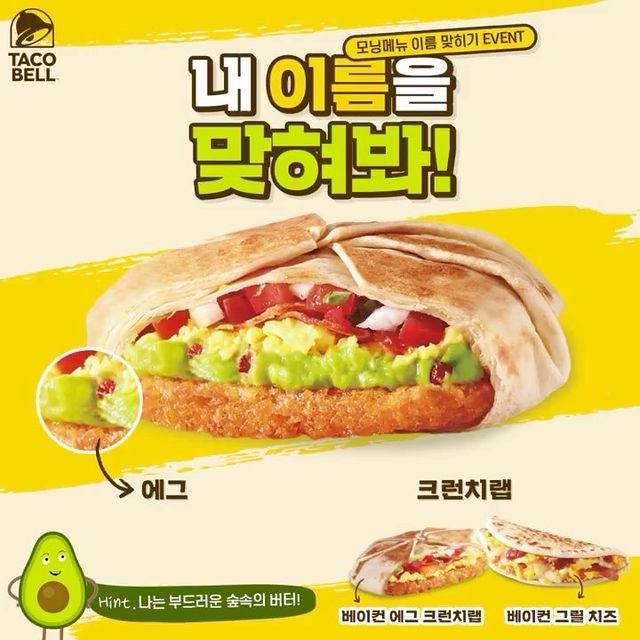 TACO
BELL
모닝메뉴 이름 맞히기 EVENT
내 이름을
맞혀봐!
에그
크런치랩
Hint. 나는 부드러운 숲속의 버터!
베이컨 에그 크런치랩
베이컨 그릴 치즈